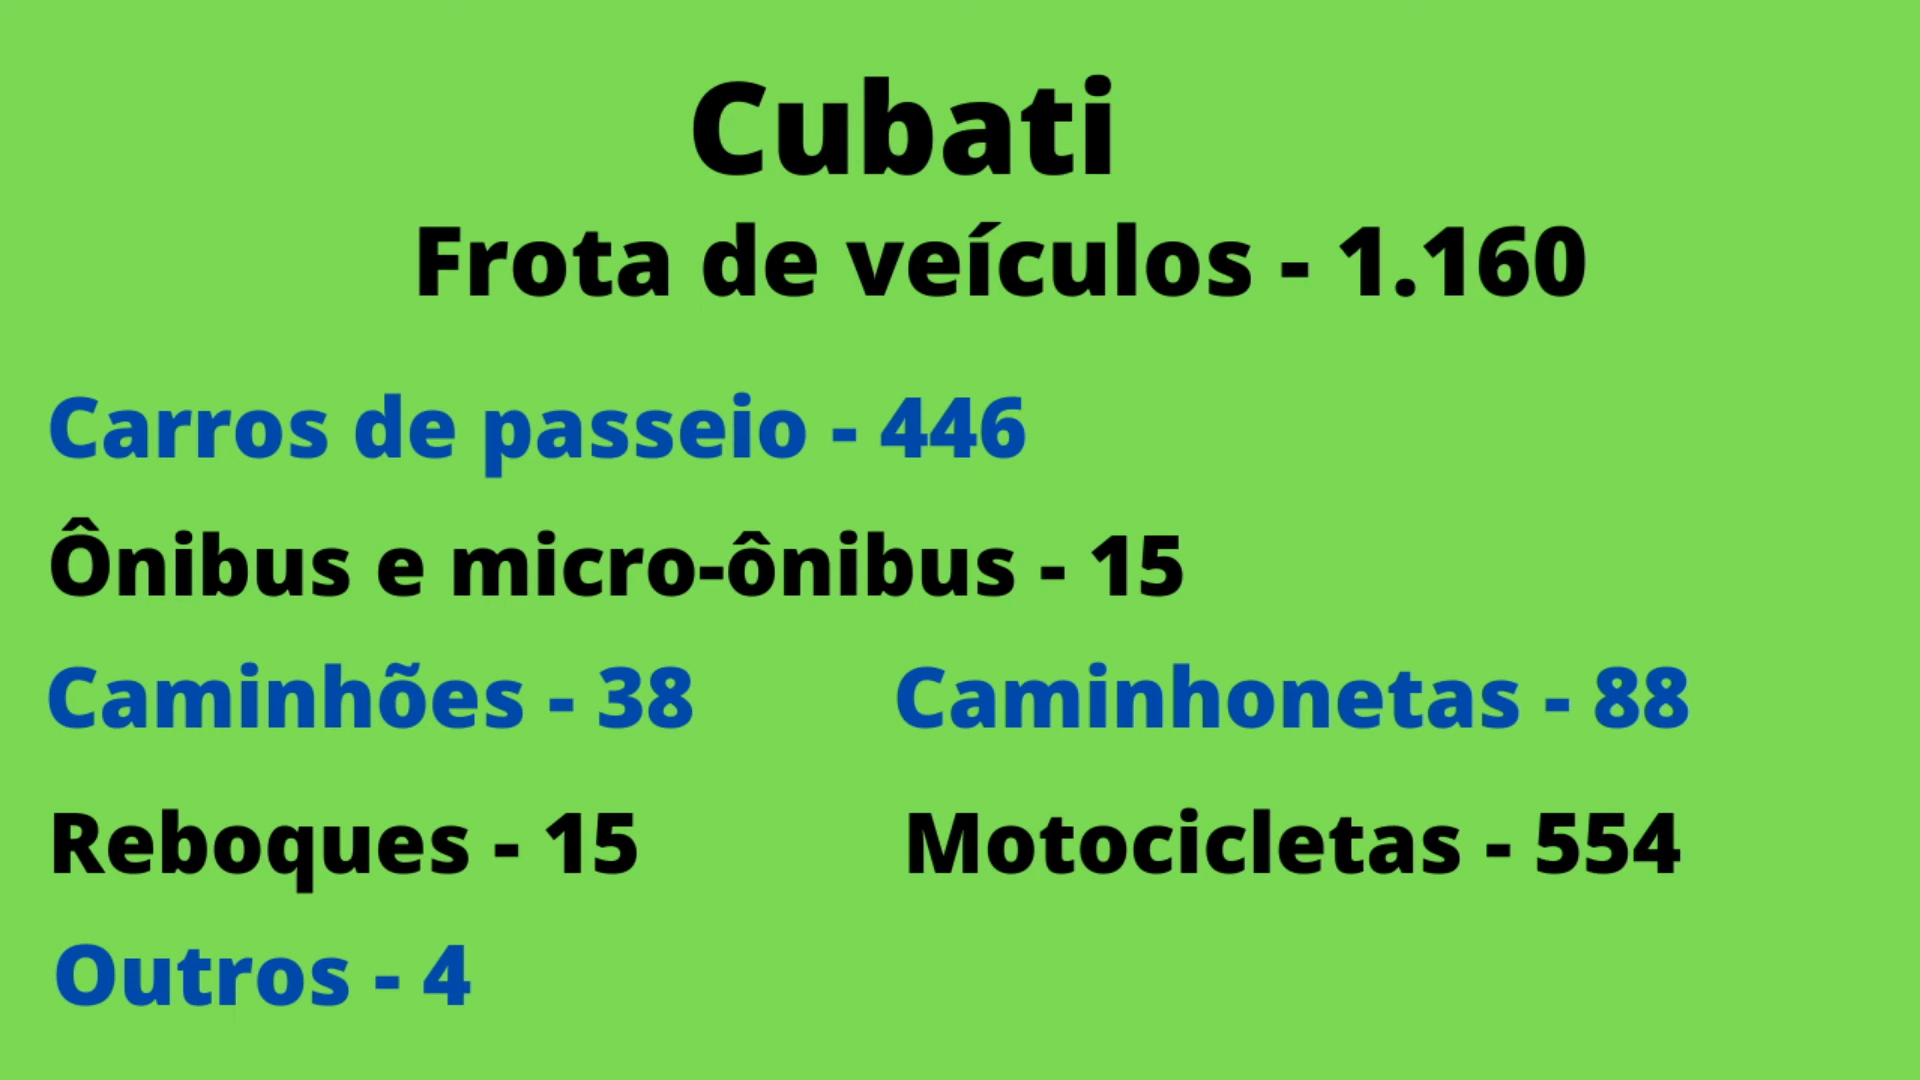 Cubati
Frota de veículos - 1.160
Carros de passeio - 446
Ônibus e micro-ônibus - 15
Caminhões - 38
Caminhonetas - 88
Reboques - 15
Motocicletas - 554
Outros - 4